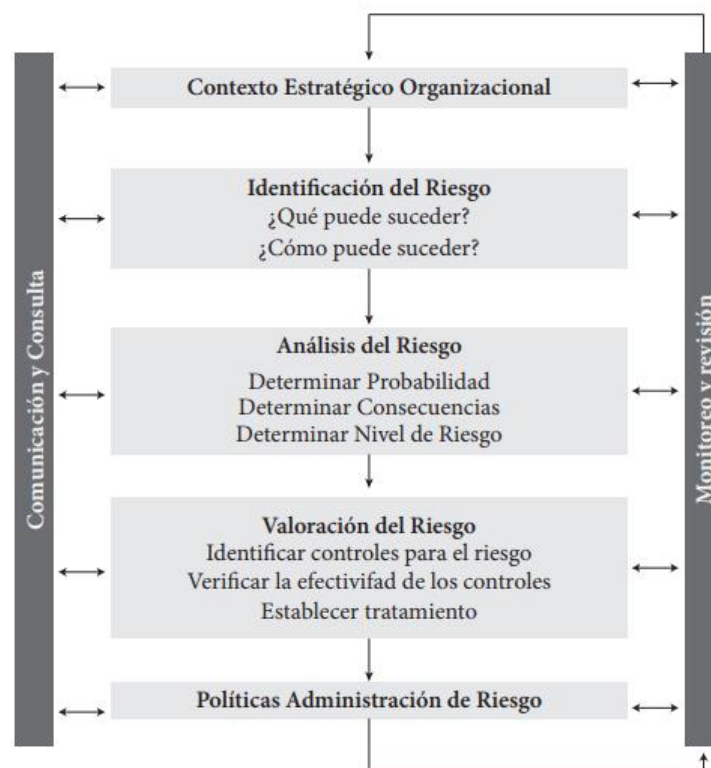 Contexto Estratégico Organizacional
Identificación del Riesgo
¿Qué puede suceder?
¿Cómo puede suceder?
Análisis del Riesgo
Determinar Probabilidad
Determinar Consecuencias
Determinar Nivel de Riesgo
Valoración del Riesgo
Identificar controles para el riesgo
Verificar la efectivifad de los controles
Establecer tratamiento
Políticas Administración de Riesgo
Comunicación y Consulta
Monitoreo y revisión